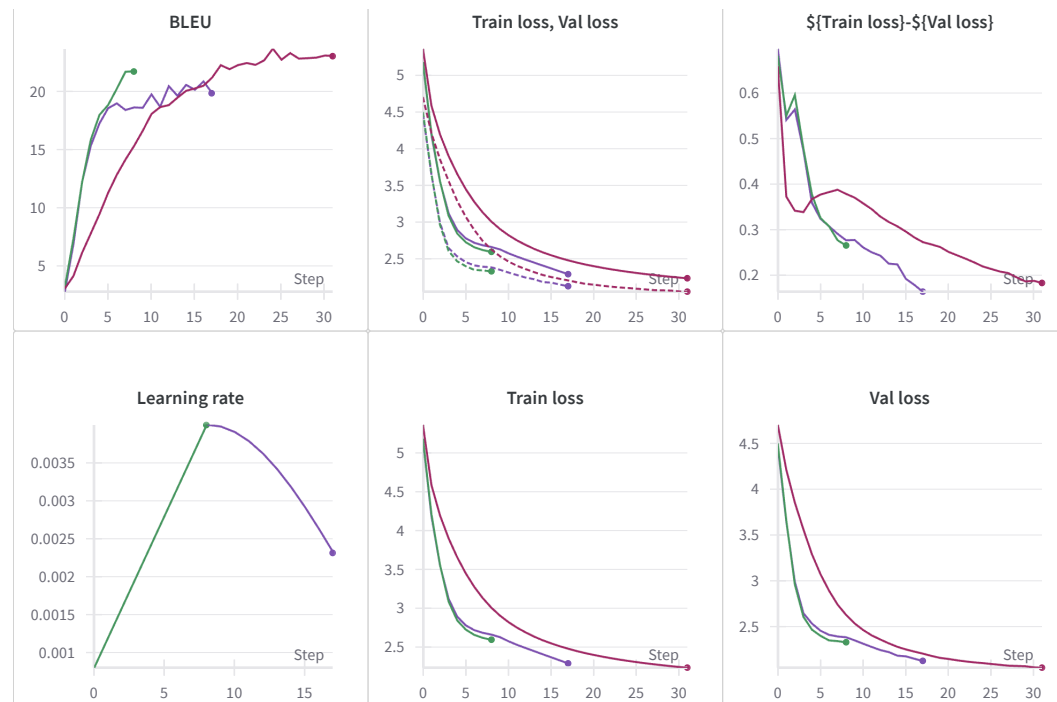 BLEU
20
15
10
5
Step
0 5 10 15 20 25 30
Train loss, Val loss
5
4.5
4
3.5
3
2.5
Step
0 5 10 15 20 25 30
${Train loss}-${Val loss}
0.6
0.5
0.4
0.3
0.2
Step
0 5 10 15 20 25 30
Learning rate
0.0035
0.003
0.0025
0.002
0.0015
0.001
Step
0 5 10 15
Train loss
5
4.5
4
3.5
3
2.5
Step
0 5 10 15 20 25 30
Val loss
4.5
4
3.5
3
2.5
Step
0 5 10 15 20 25 30